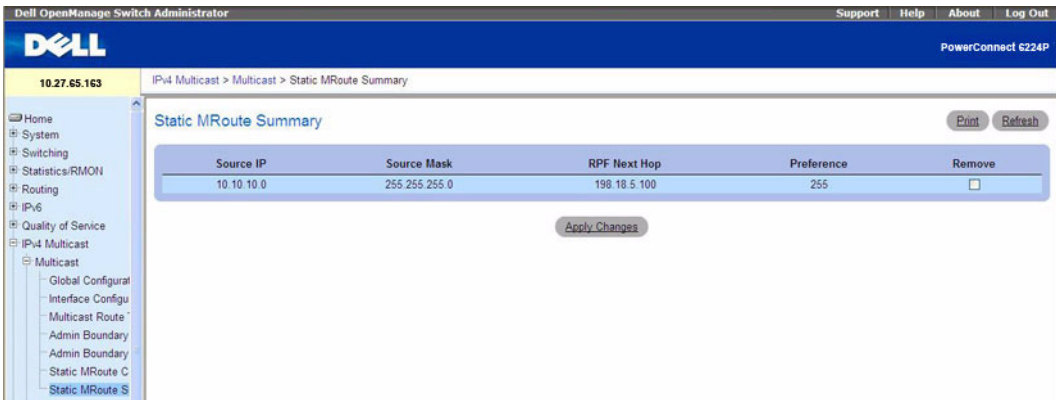 Dell OpenManage Switch Administrator
Support Help About Log Out
DELL
PowerConnect 6224P
10.27.65.163
IPv4 Multicast > Multicast > Static MRoute Summary
Home
System
Switching
Statistics/RMON
Routing
IPv6
Quality of Service
IPv4 Multicast
Multicast
Global Configurat
Interface Configu
Multicast Route
Admin Boundary
Admin Boundary
Static MRoute C
Static MRoute S
Static MRoute Summary
Print Refresh
Source IP Source Mask RPF Next Hop Preference Remove
10.10.10.0 255.255.255.0 198.18.5.100 255
Apply Changes